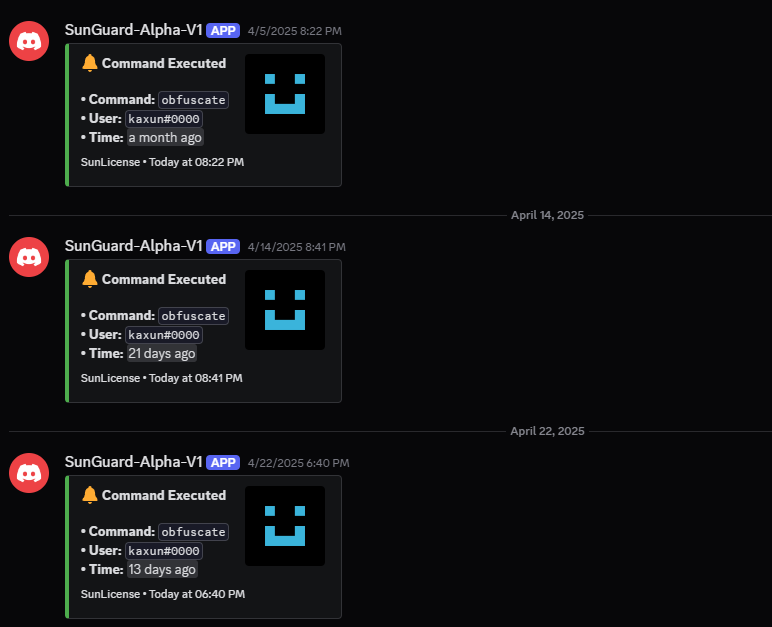 SunGuard-Alpha-V1 APP 4/5/2025 8:22 PM
Command Executed
• Command: obfuscate
• User: kaxun#0000
• Time: a month ago
SunLicense • Today at 08:22 PM
April 14, 2025
SunGuard-Alpha-V1 APP 4/14/2025 8:41 PM
Command Executed
• Command: obfuscate
• User: kaxun#0000
• Time: 21 days ago
SunLicense • Today at 08:41 PM
April 22, 2025
SunGuard-Alpha-V1 APP 4/22/2025 6:40 PM
Command Executed
• Command: obfuscate
• User: kaxun#0000
• Time: 13 days ago
SunLicense • Today at 06:40 PM